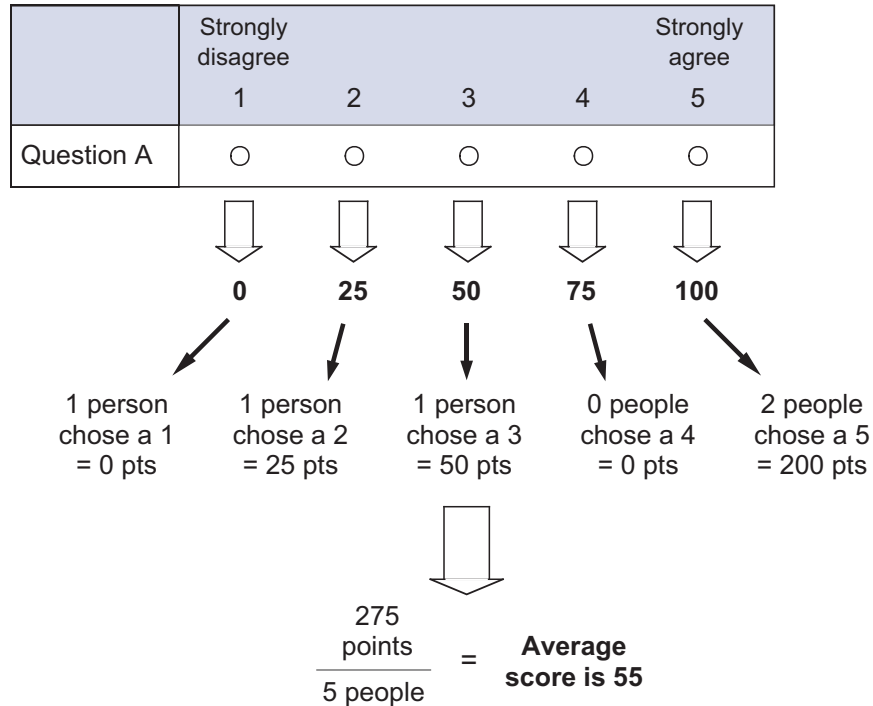 Strongly disagree
Strongly agree
1 2 3 4 5
Question A
0 25 50 75 100
1 person
chose a 1
= 0 pts
1 person
chose a 2
= 25 pts
1 person
chose a 3
= 50 pts
0 people
chose a 4
= 0 pts
2 people
chose a 5
= 200 pts
275
points
5 people
=
Average
score is 55